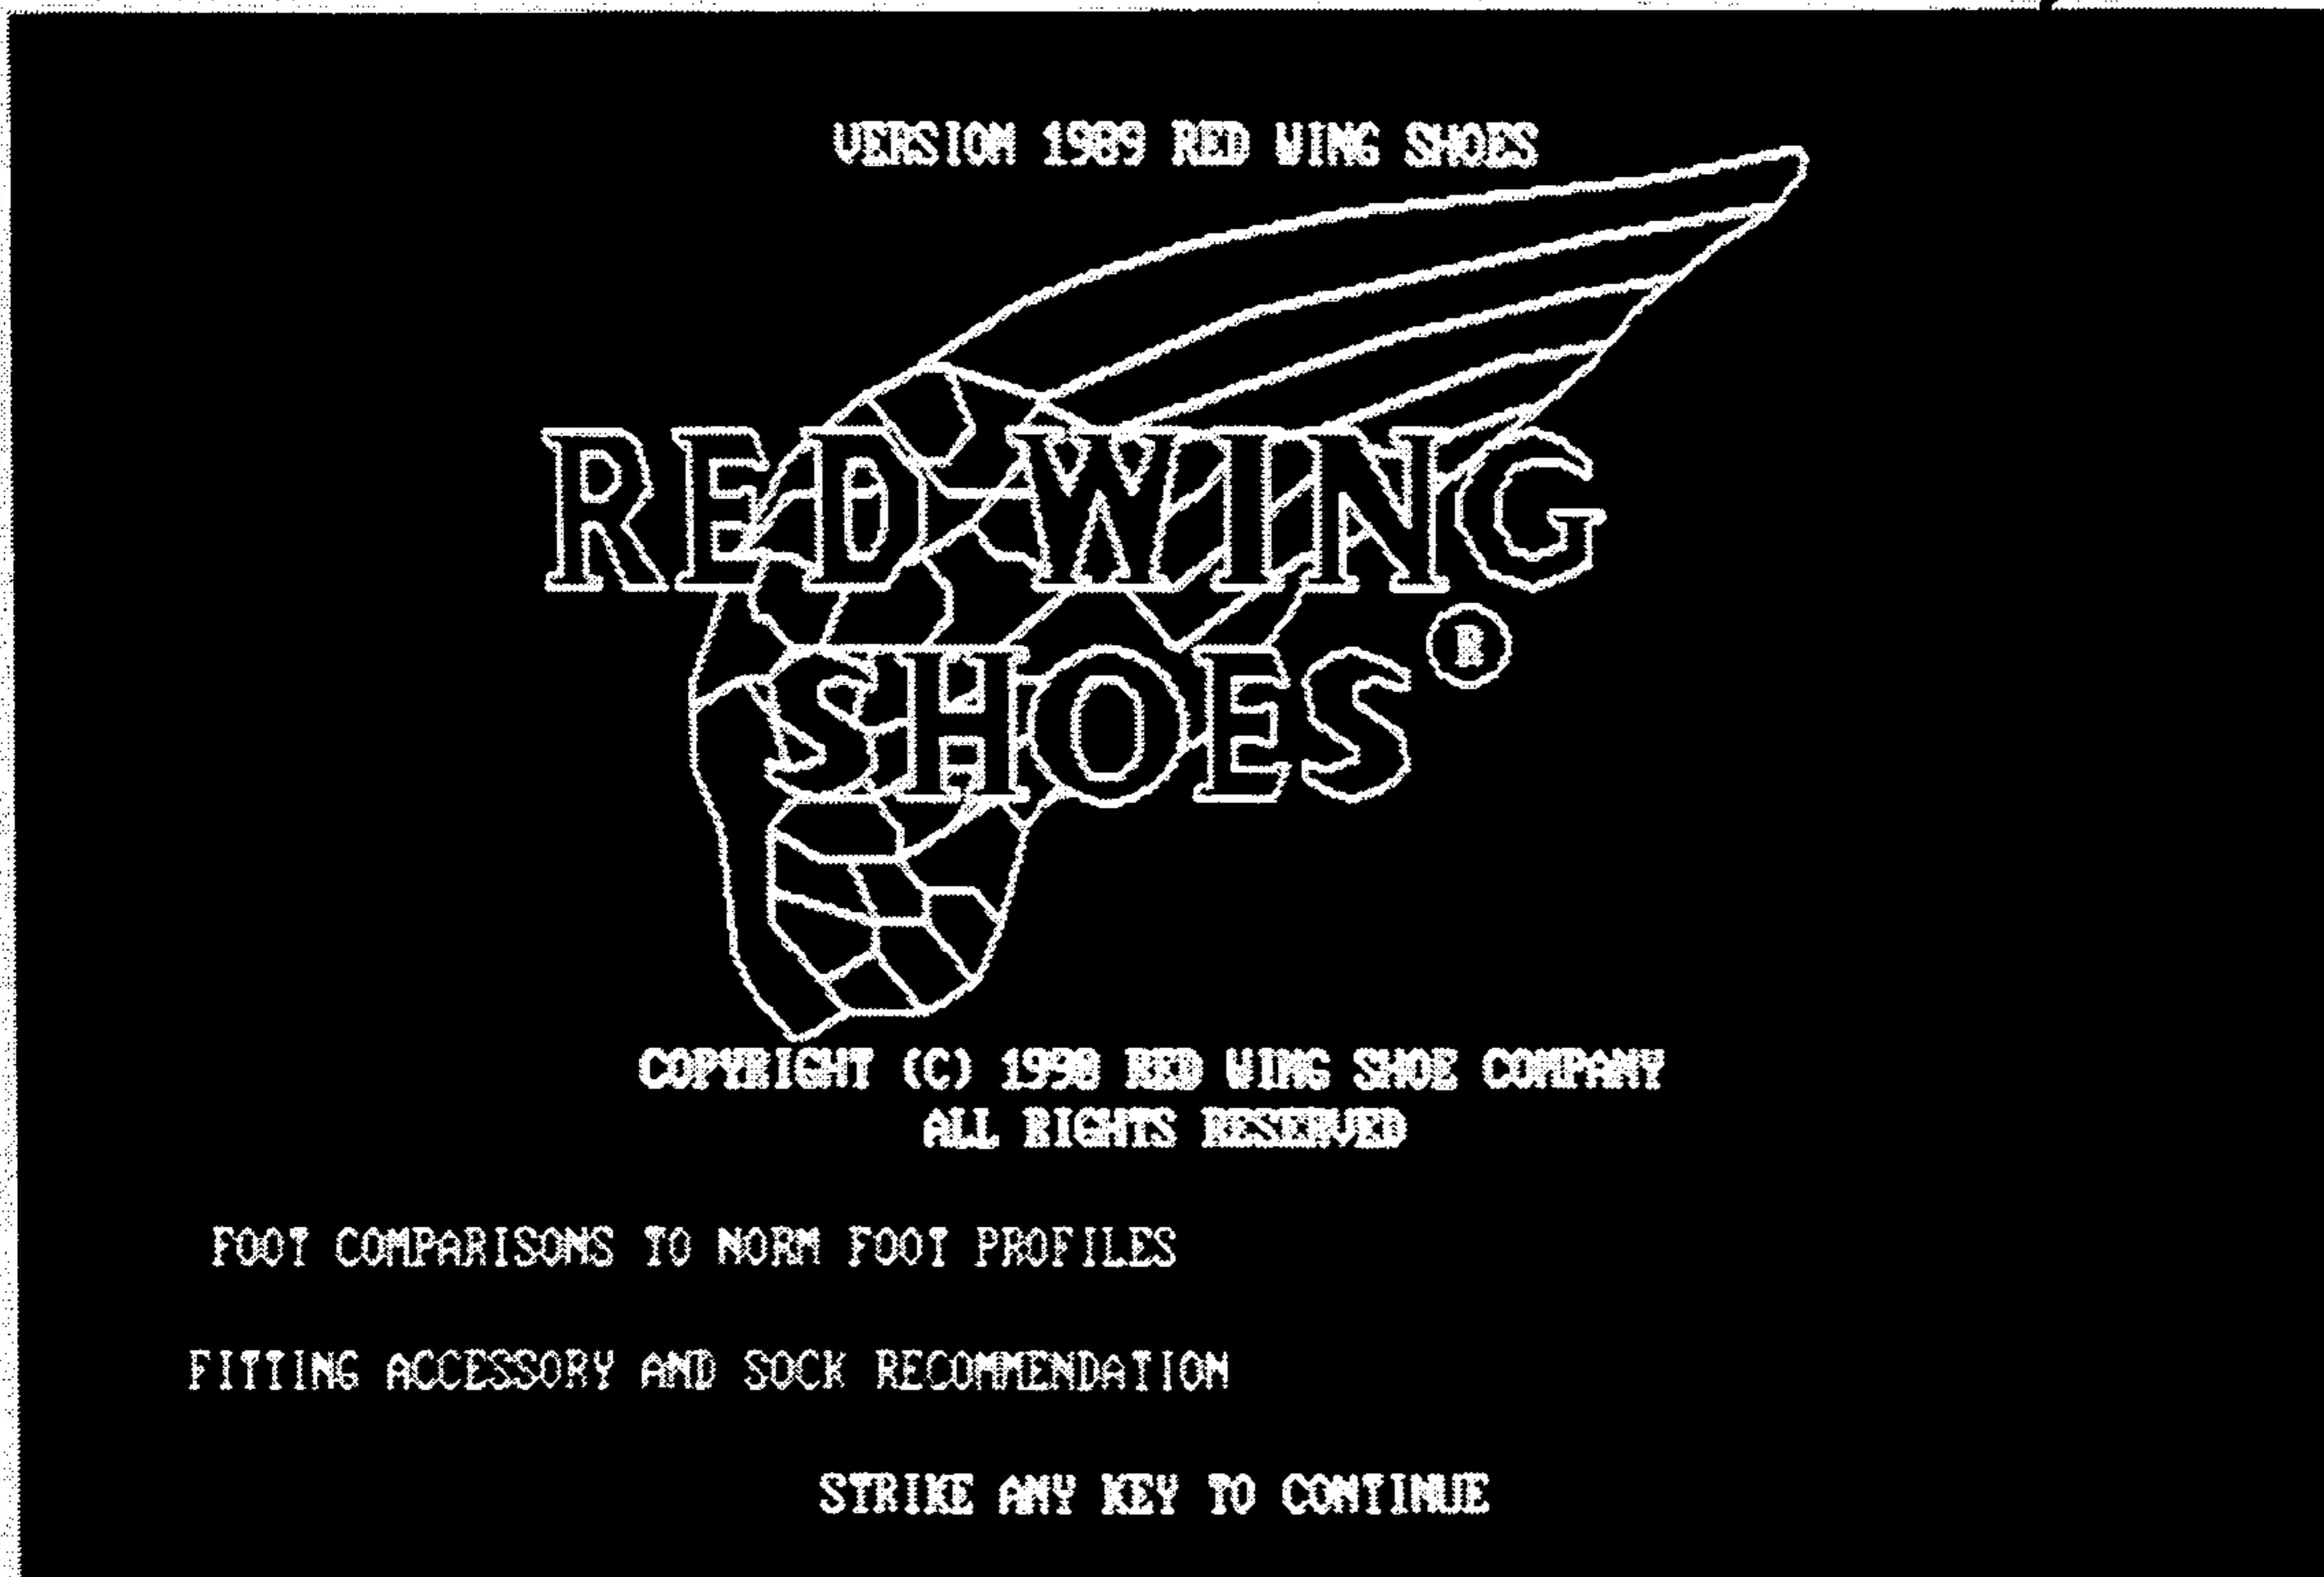 VERSION 1989 RED WING SHOES
RED WING
SHOES ®
COPYRIGHT (C) 1990 RED WING SHOE COMPANY
ALL RIGHTS RESERVED
FOOT COMPARISONS TO NORM FOOT PROFILES
FITTING ACCESSORY AND SOCK RECOMMENDATION
STRIKE ANY KEY TO CONTINUE